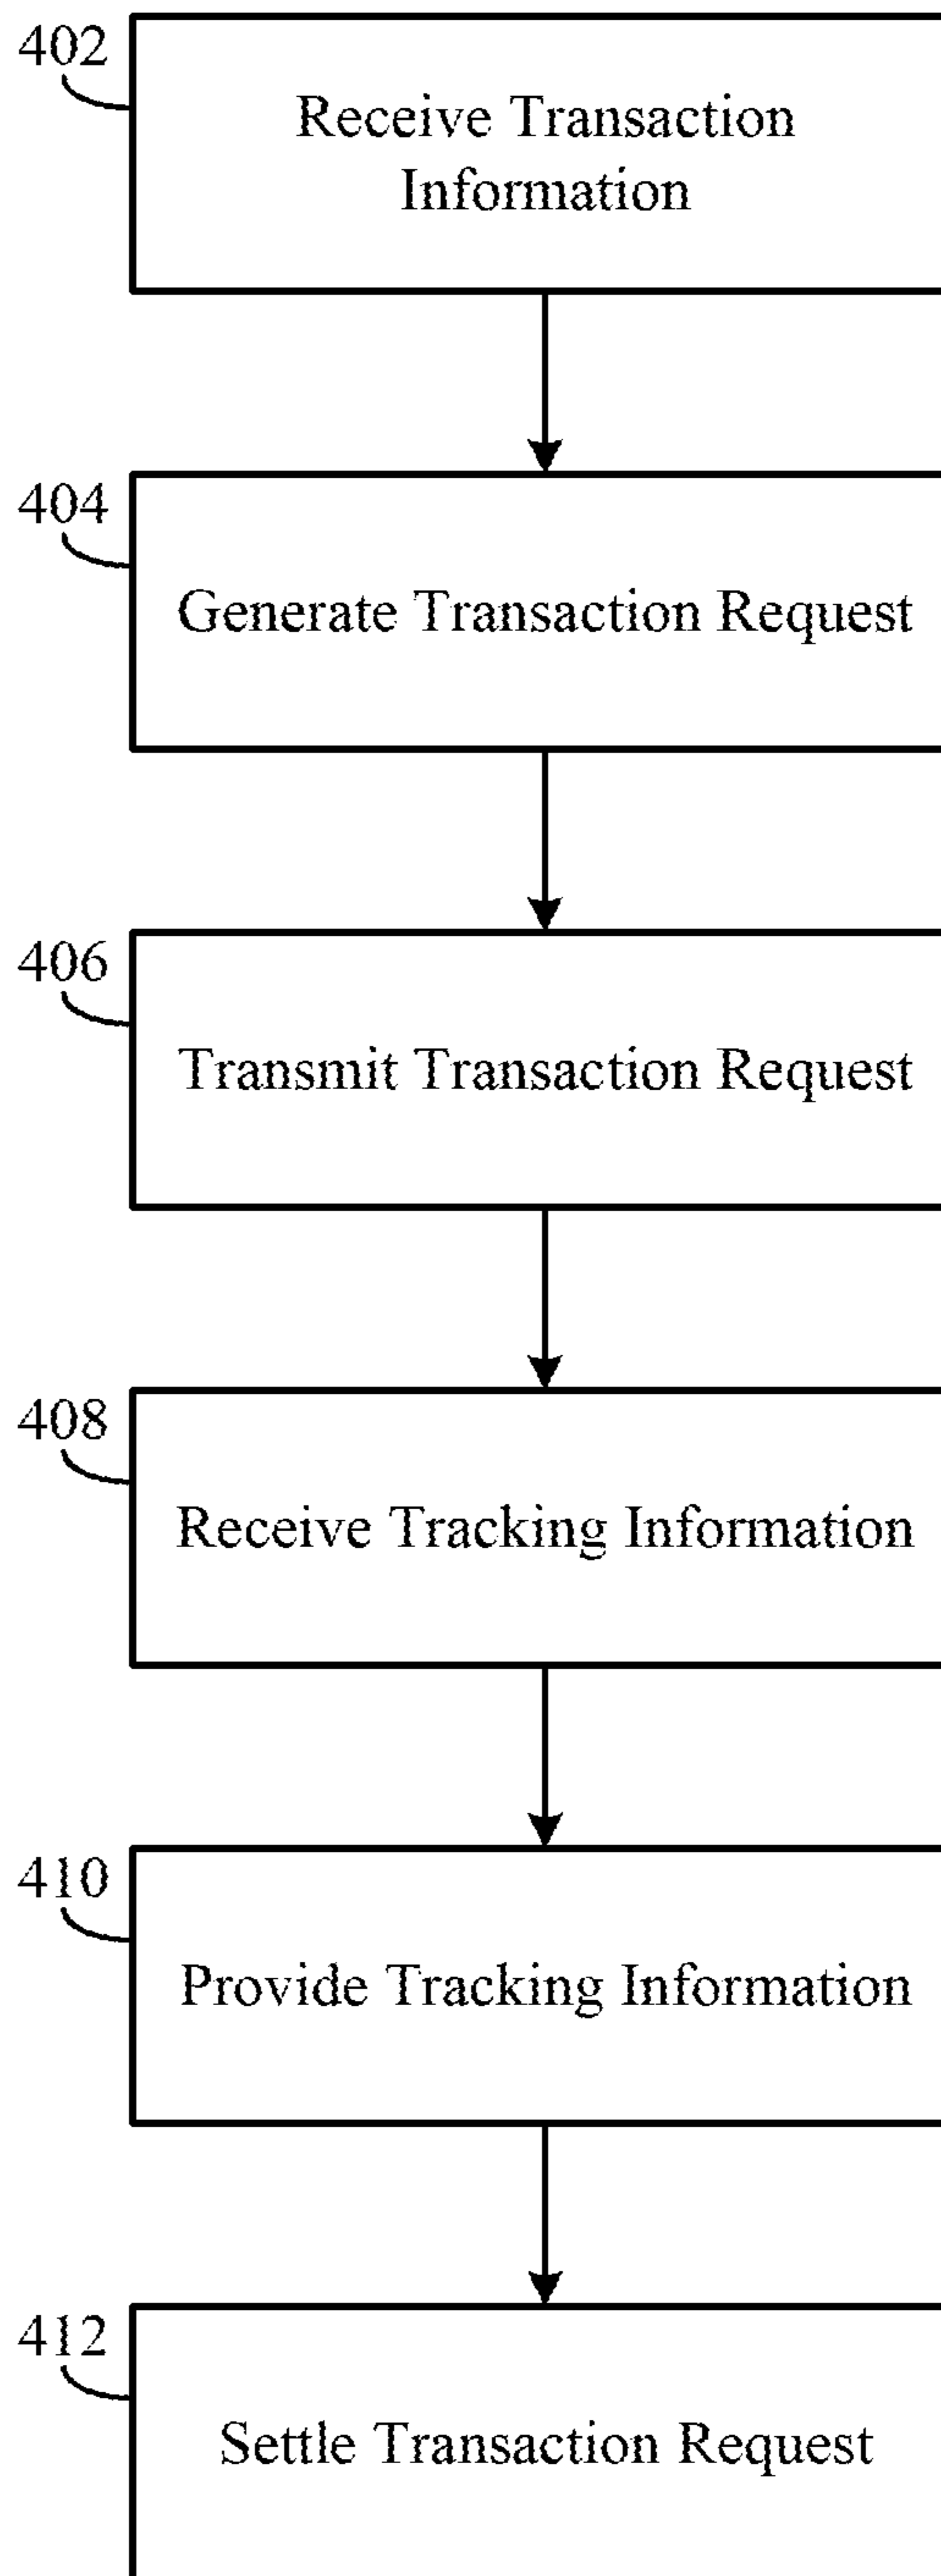 402
Receive Transaction
Information
404
Generate Transaction Request
406
Transmit Transaction Request
408
Receive Tracking Information
410
Provide Tracking Information
412
Settle Transaction Request